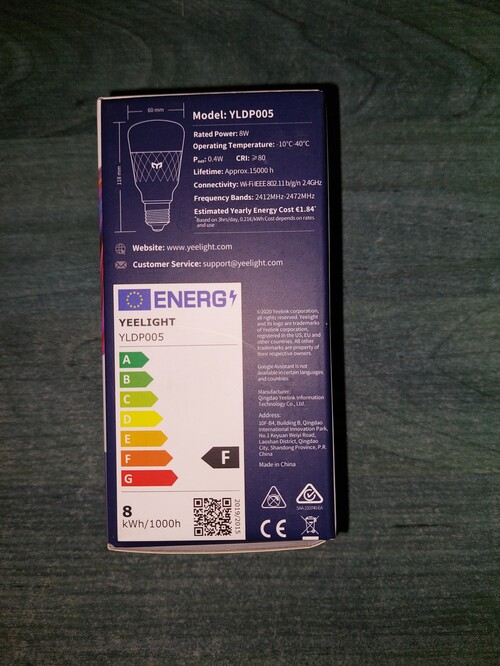 60 mm
118 mm
Model: YLDP005
Rated Power: 8W
Operating Temperature: -10°C-40°C
Pnet: 0.4W CRI: ≥80
Lifetime: Approx.15000 h
Connectivity: Wi-Fi IEEE 802.11 b/g/n 2.4GHz
Frequency Bands: 2412MHz-2472MHz
Estimated Yearly Energy Cost €1.84*
*Based on 3hrs/day, 0.21€/kWh Cost depends on rates
and use
Website: www.yeelight.com
Customer Service: support@yeelight.com
ENERG
YEELIGHT
YLDP005
A
B
C
D
E
F
G
F
8
kWh/1000h
2019/2015
©2020 Yeelink corporation,
all rights reserved. Yeelight
and its logo are trademarks
of Yeelink corporation,
registered in the US, EU and
other countries. All other
trademarks are property of
their respective owners.
Google Assistant is not
available in certain languages
and countries.
Manufacturer:
Qingdao Yeelink Information
Technology Co., Ltd.
Address:
10F-B4, Building B, Qingdao
International Innovation Park,
No.1 Keyuan Weiyi Road,
Laoshan District, Qingdao
City, Shandong Province, P.R.
China
Made in China
CE